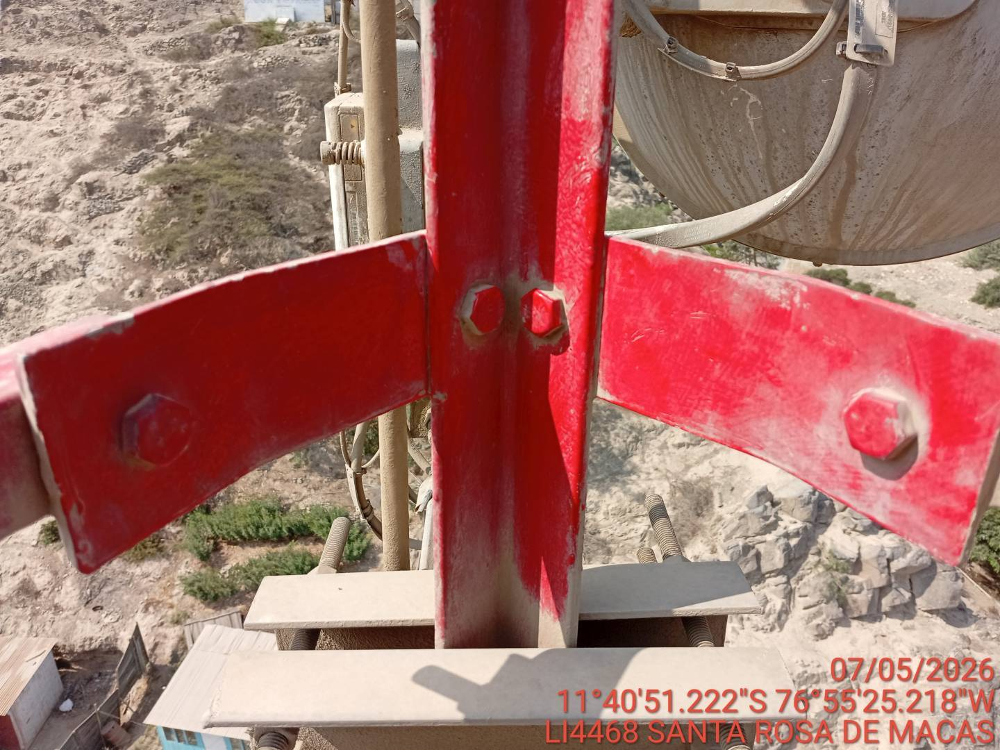 07/05/2026
11°40'51.222"S 76°55'25.218"W
LI4468 SANTA ROSA DE MACAS